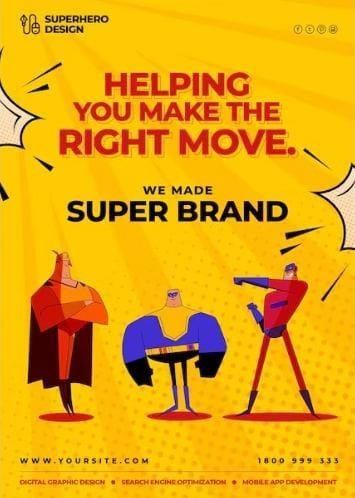 SUPERHERO
DESIGN
HELPING
YOU MAKE THE
RIGHT MOVE.
WE MADE
SUPER BRAND
WWW.YOURSITE.COM 1800 999 333
DIGITAL GRAPHIC DESIGN ● SEARCH ENGINE OPTIMIZATION ● MOBILE APP DEVELOPMENT